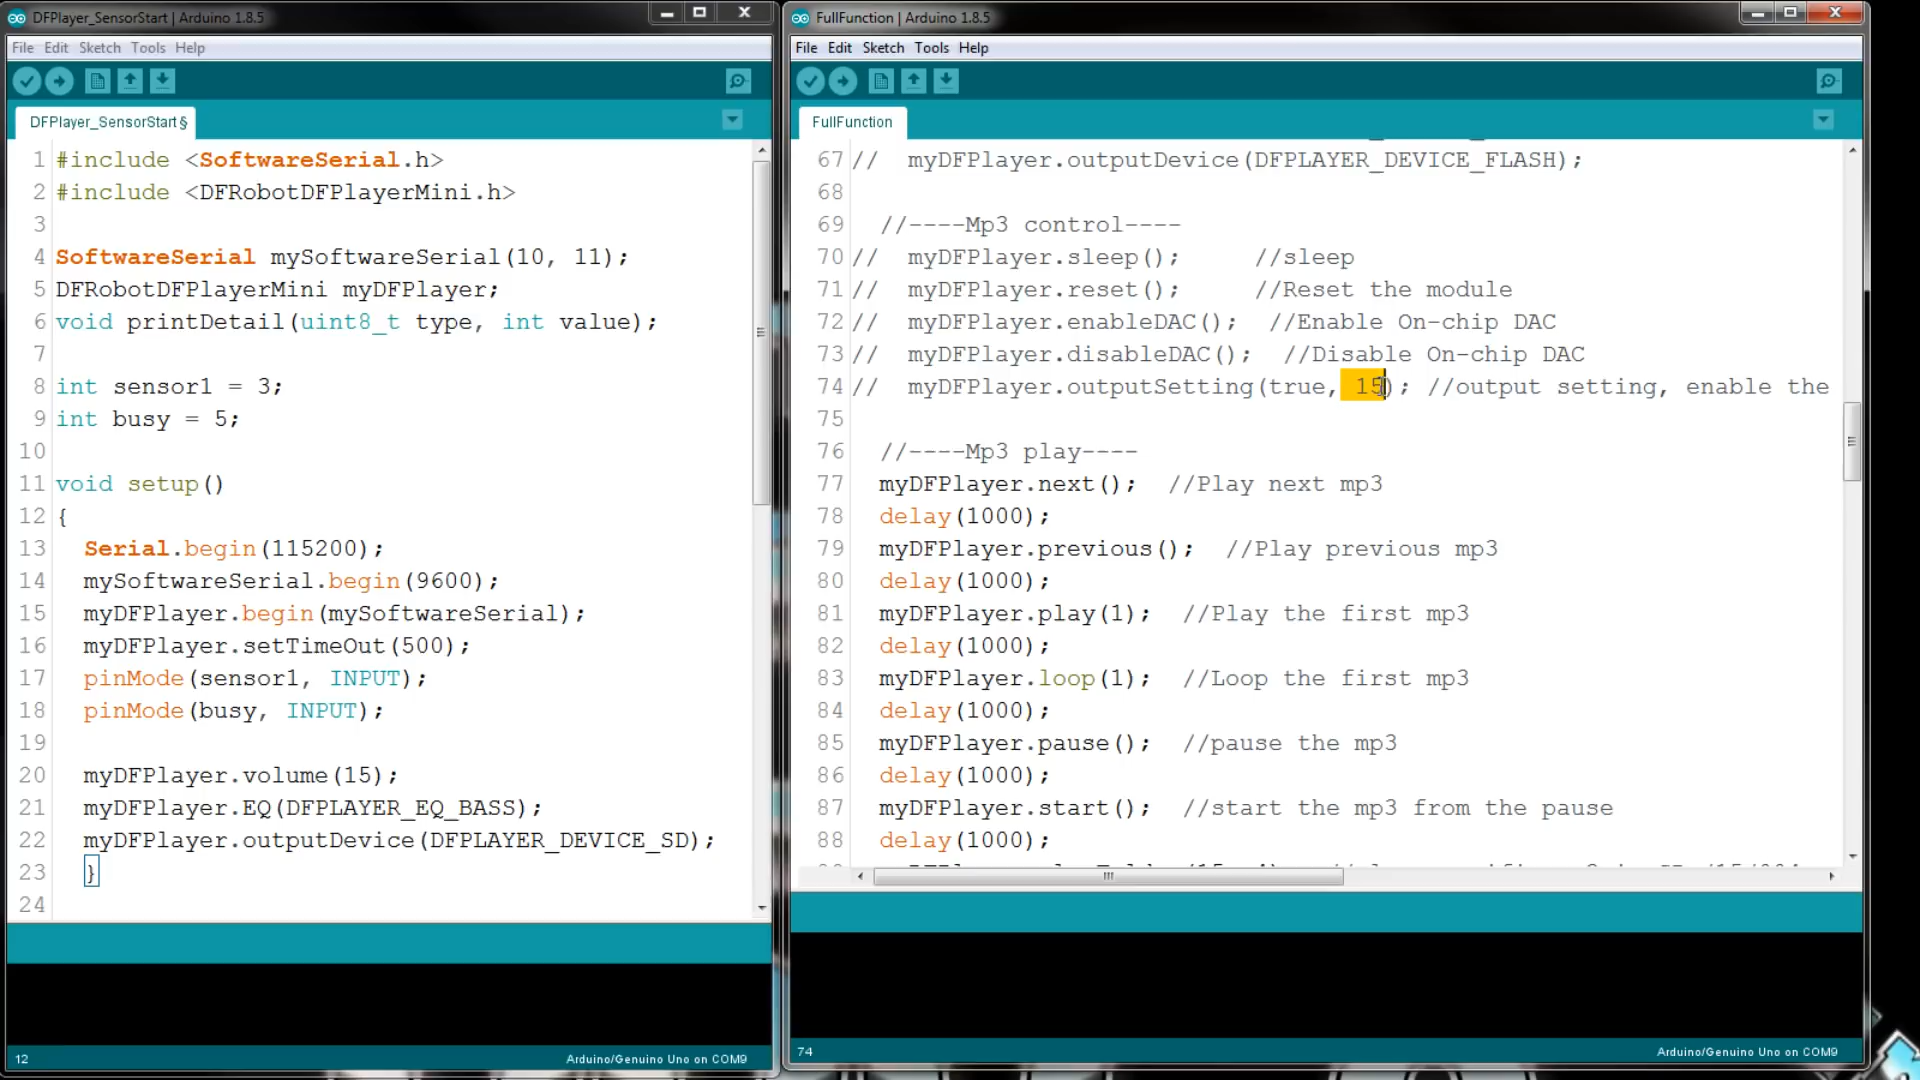 DFPlayer_SensorStart | Arduino 1.8.5
File Edit Sketch Tools Help
DFPlayer_SensorStart §
1 #include <SoftwareSerial.h>
2 #include <DFRobotDFPlayerMini.h>
3
4 SoftwareSerial mySoftwareSerial(10, 11);
5 DFRobotDFPlayerMini myDFPlayer;
6 void printDetail(uint8_t type, int value);
7
8 int sensor1 = 3;
9 int busy = 5;
10
11 void setup()
12 {
13 Serial.begin(115200);
14 mySoftwareSerial.begin(9600);
15 myDFPlayer.begin(mySoftwareSerial);
16 myDFPlayer.setTimeOut(500);
17 pinMode(sensor1, INPUT);
18 pinMode(busy, INPUT);
19
20 myDFPlayer.volume(15);
21 myDFPlayer.EQ(DFPLAYER_EQ_BASS);
22 myDFPlayer.outputDevice(DFPLAYER_DEVICE_SD);
23 }
24
12 Arduino/Genuino Uno on COM9
FullFunction | Arduino 1.8.5
File Edit Sketch Tools Help
FullFunction
67 // myDFPlayer.outputDevice(DFPLAYER_DEVICE_FLASH);
68
69 //----Mp3 control----
70 // myDFPlayer.sleep(); //sleep
71 // myDFPlayer.reset(); //Reset the module
72 // myDFPlayer.enableDAC(); //Enable On-chip DAC
73 // myDFPlayer.disableDAC(); //Disable On-chip DAC
74 // myDFPlayer.outputSetting(true, 15); //output setting, enable the
75
76 //----Mp3 play----
77 myDFPlayer.next(); //Play next mp3
78 delay(1000);
79 myDFPlayer.previous(); //Play previous mp3
80 delay(1000);
81 myDFPlayer.play(1); //Play the first mp3
82 delay(1000);
83 myDFPlayer.loop(1); //Loop the first mp3
84 delay(1000);
85 myDFPlayer.pause(); //pause the mp3
86 delay(1000);
87 myDFPlayer.start(); //start the mp3 from the pause
88 delay(1000);
74 Arduino/Genuino Uno on COM9